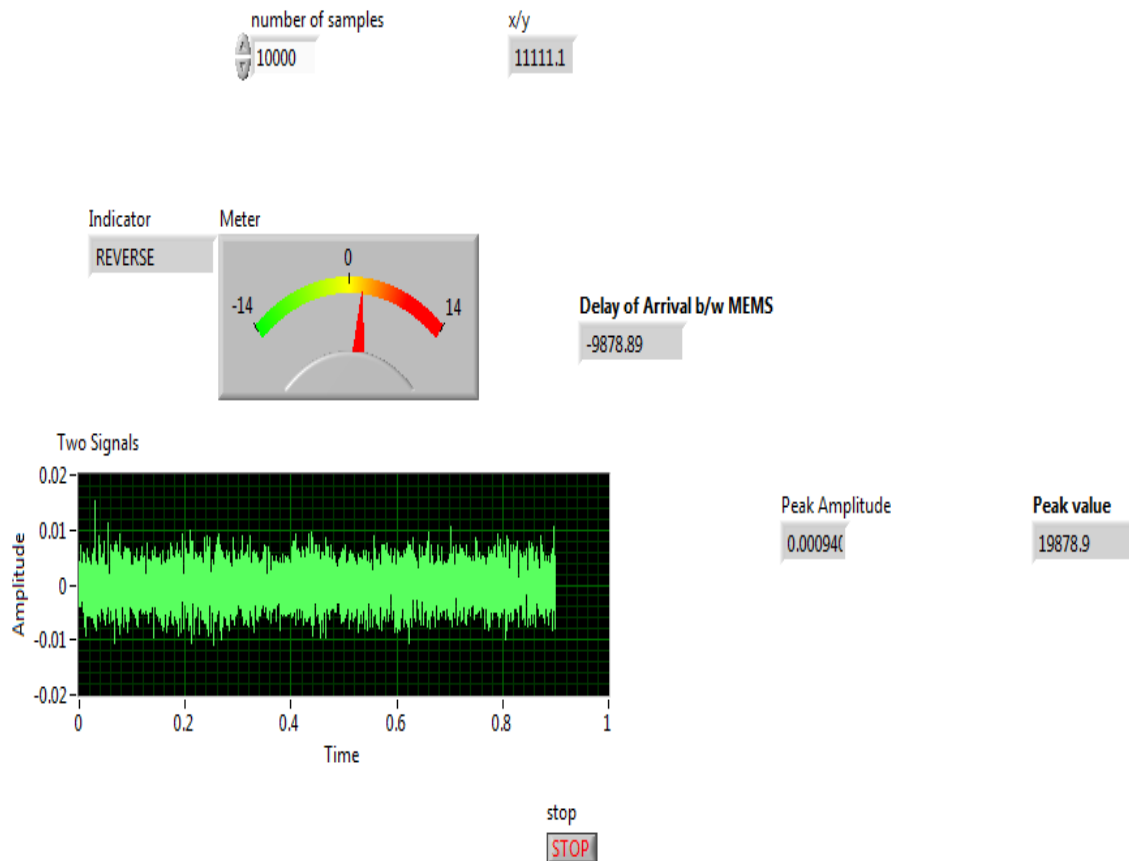 number of samples x/y
10000 11111.1
Indicator Meter
REVERSE
0
-14 14
Delay of Arrival b/w MEMS
-9878.89
Two Signals
0.02
0.01
0
-0.01
-0.02
Amplitude
0 0.2 0.4 0.6 0.8 1
Time
Peak Amplitude Peak value
0.00094 19878.9
stop
STOP